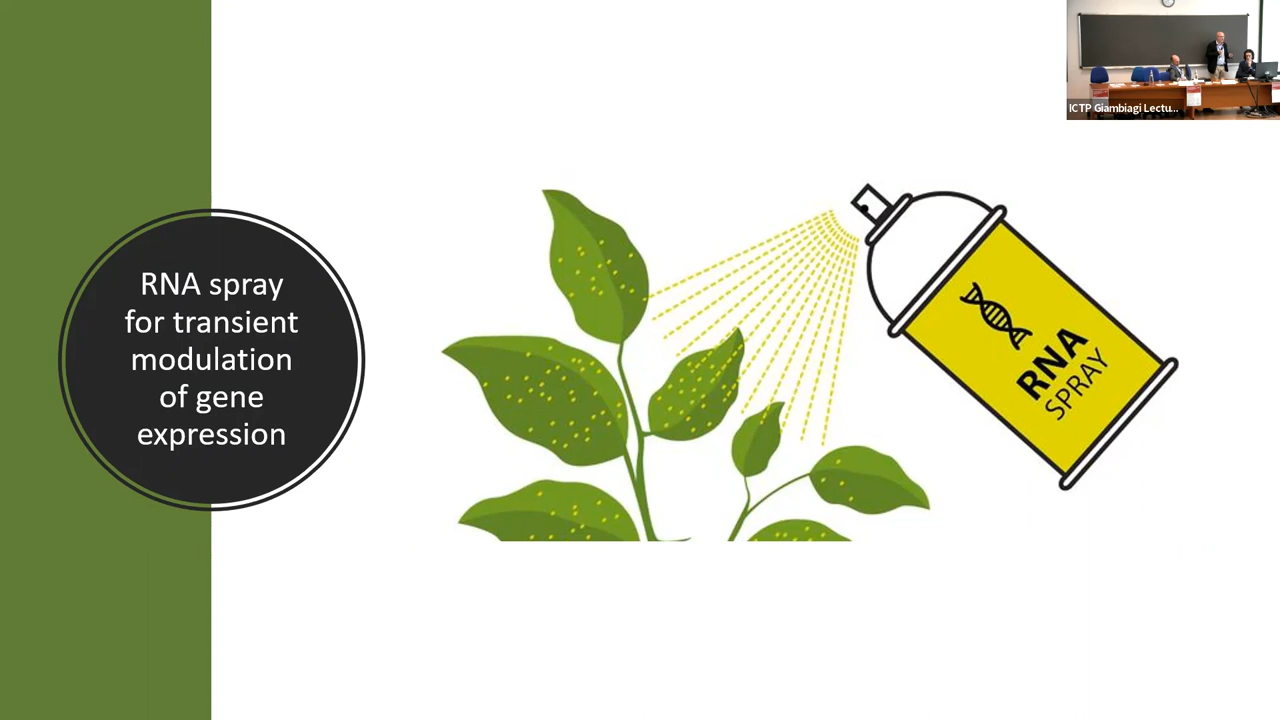 ICTP Giambiagi Lectu...
RNA spray
for transient
modulation
of gene
expression
RNA
SPRAY